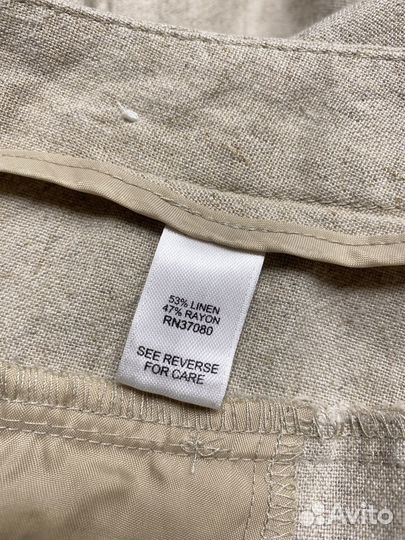 53% LINEN
47% RAYON
RN37080
SEE REVERSE
FOR CARE
Avito